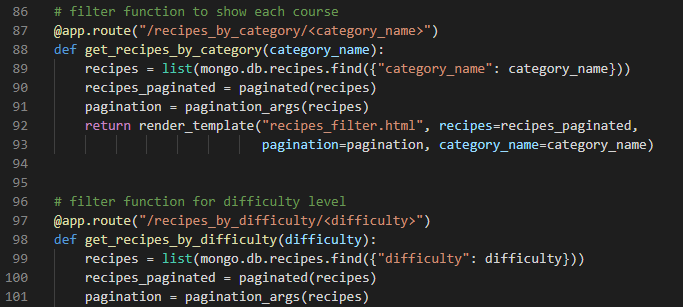 86 # filter function to show each course
87 @app.route("/recipes_by_category/<category_name>")
88 def get_recipes_by_category(category_name):
89     recipes = list(mongo.db.recipes.find({"category_name": category_name}))
90     recipes_paginated = paginated(recipes)
91     pagination = pagination_args(recipes)
92     return render_template("recipes_filter.html", recipes=recipes_paginated,
93                            pagination=pagination, category_name=category_name)
94
95
96 # filter function for difficulty level
97 @app.route("/recipes_by_difficulty/<difficulty>")
98 def get_recipes_by_difficulty(difficulty):
99     recipes = list(mongo.db.recipes.find({"difficulty": difficulty}))
100     recipes_paginated = paginated(recipes)
101     pagination = pagination_args(recipes)